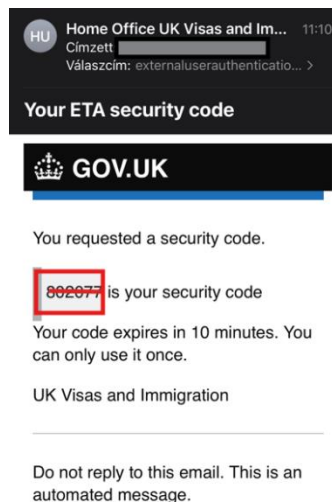 HU
Home Office UK Visas and Im... 11:10
Címzett
Válaszcím: externaluserauthenticatio... >
Your ETA security code
GOV.UK
You requested a security code.
is your security code
Your code expires in 10 minutes. You
can only use it once.
UK Visas and Immigration
Do not reply to this email. This is an
automated message.